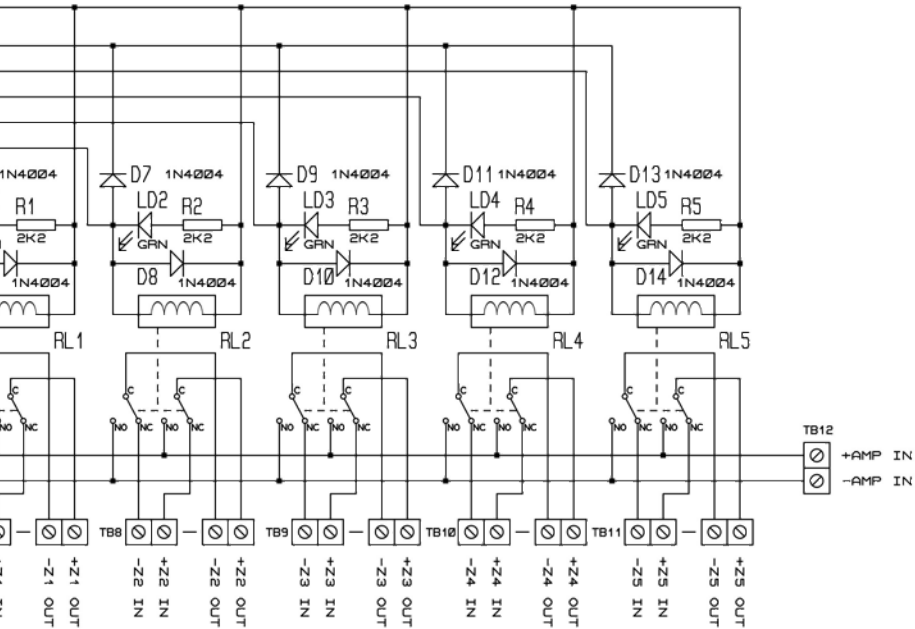 1N4004
D7 1N4004
D9 1N4004
D11 1N4004
D13 1N4004
R1
LD2 R2
LD3 R3
LD4 R4
LD5 R5
2K2
GRN 2K2
GRN 2K2
GRN 2K2
GRN 2K2
1N4004
D8 1N4004
D10 1N4004
D12 1N4004
D14 1N4004
RL1
RL2
RL3
RL4
RL5
C
C C
C C
C C
C C
NO NC
NO NC NO NC
NO NC NO NC
NO NC NO NC
NO NC NO NC
TB12
+AMP IN
-AMP IN
TB8
TB9
TB10
TB11
+Z1 IN
-Z1 OUT
+Z1 OUT
-Z2 IN
+Z2 IN
-Z2 OUT
+Z2 OUT
-Z3 IN
+Z3 IN
-Z3 OUT
+Z3 OUT
-Z4 IN
+Z4 IN
-Z4 OUT
+Z4 OUT
-Z5 IN
+Z5 IN
-Z5 OUT
+Z5 OUT